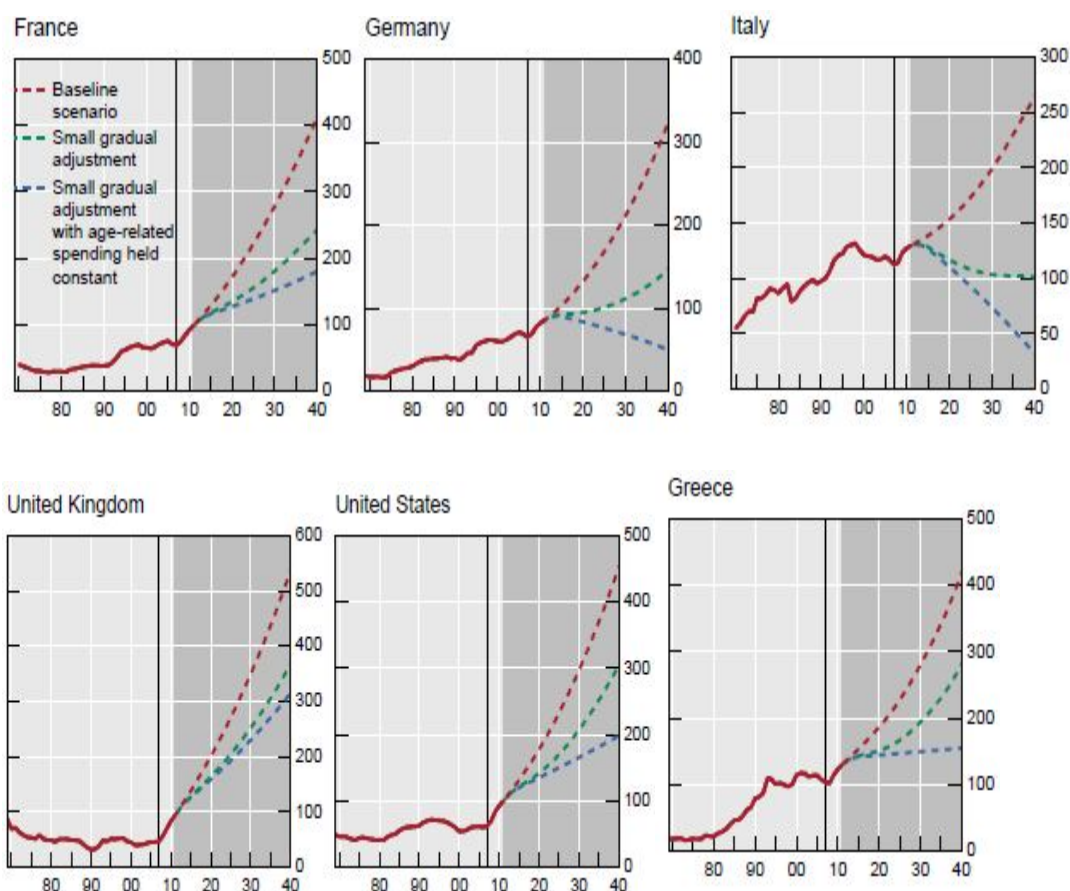 France
500
400
300
200
100
0
80 90 00 10 20 30 40
Baseline
scenario
Small gradual
adjustment
Small gradual
adjustment
with age-related
spending held
constant
Germany
400
300
200
100
0
80 90 00 10 20 30 40
Italy
300
250
200
150
100
50
0
80 90 00 10 20 30 40
United Kingdom
600
500
400
300
200
100
0
80 90 00 10 20 30 40
United States
500
400
300
200
100
0
80 90 00 10 20 30 40
Greece
500
400
300
200
100
0
80 90 00 10 20 30 40